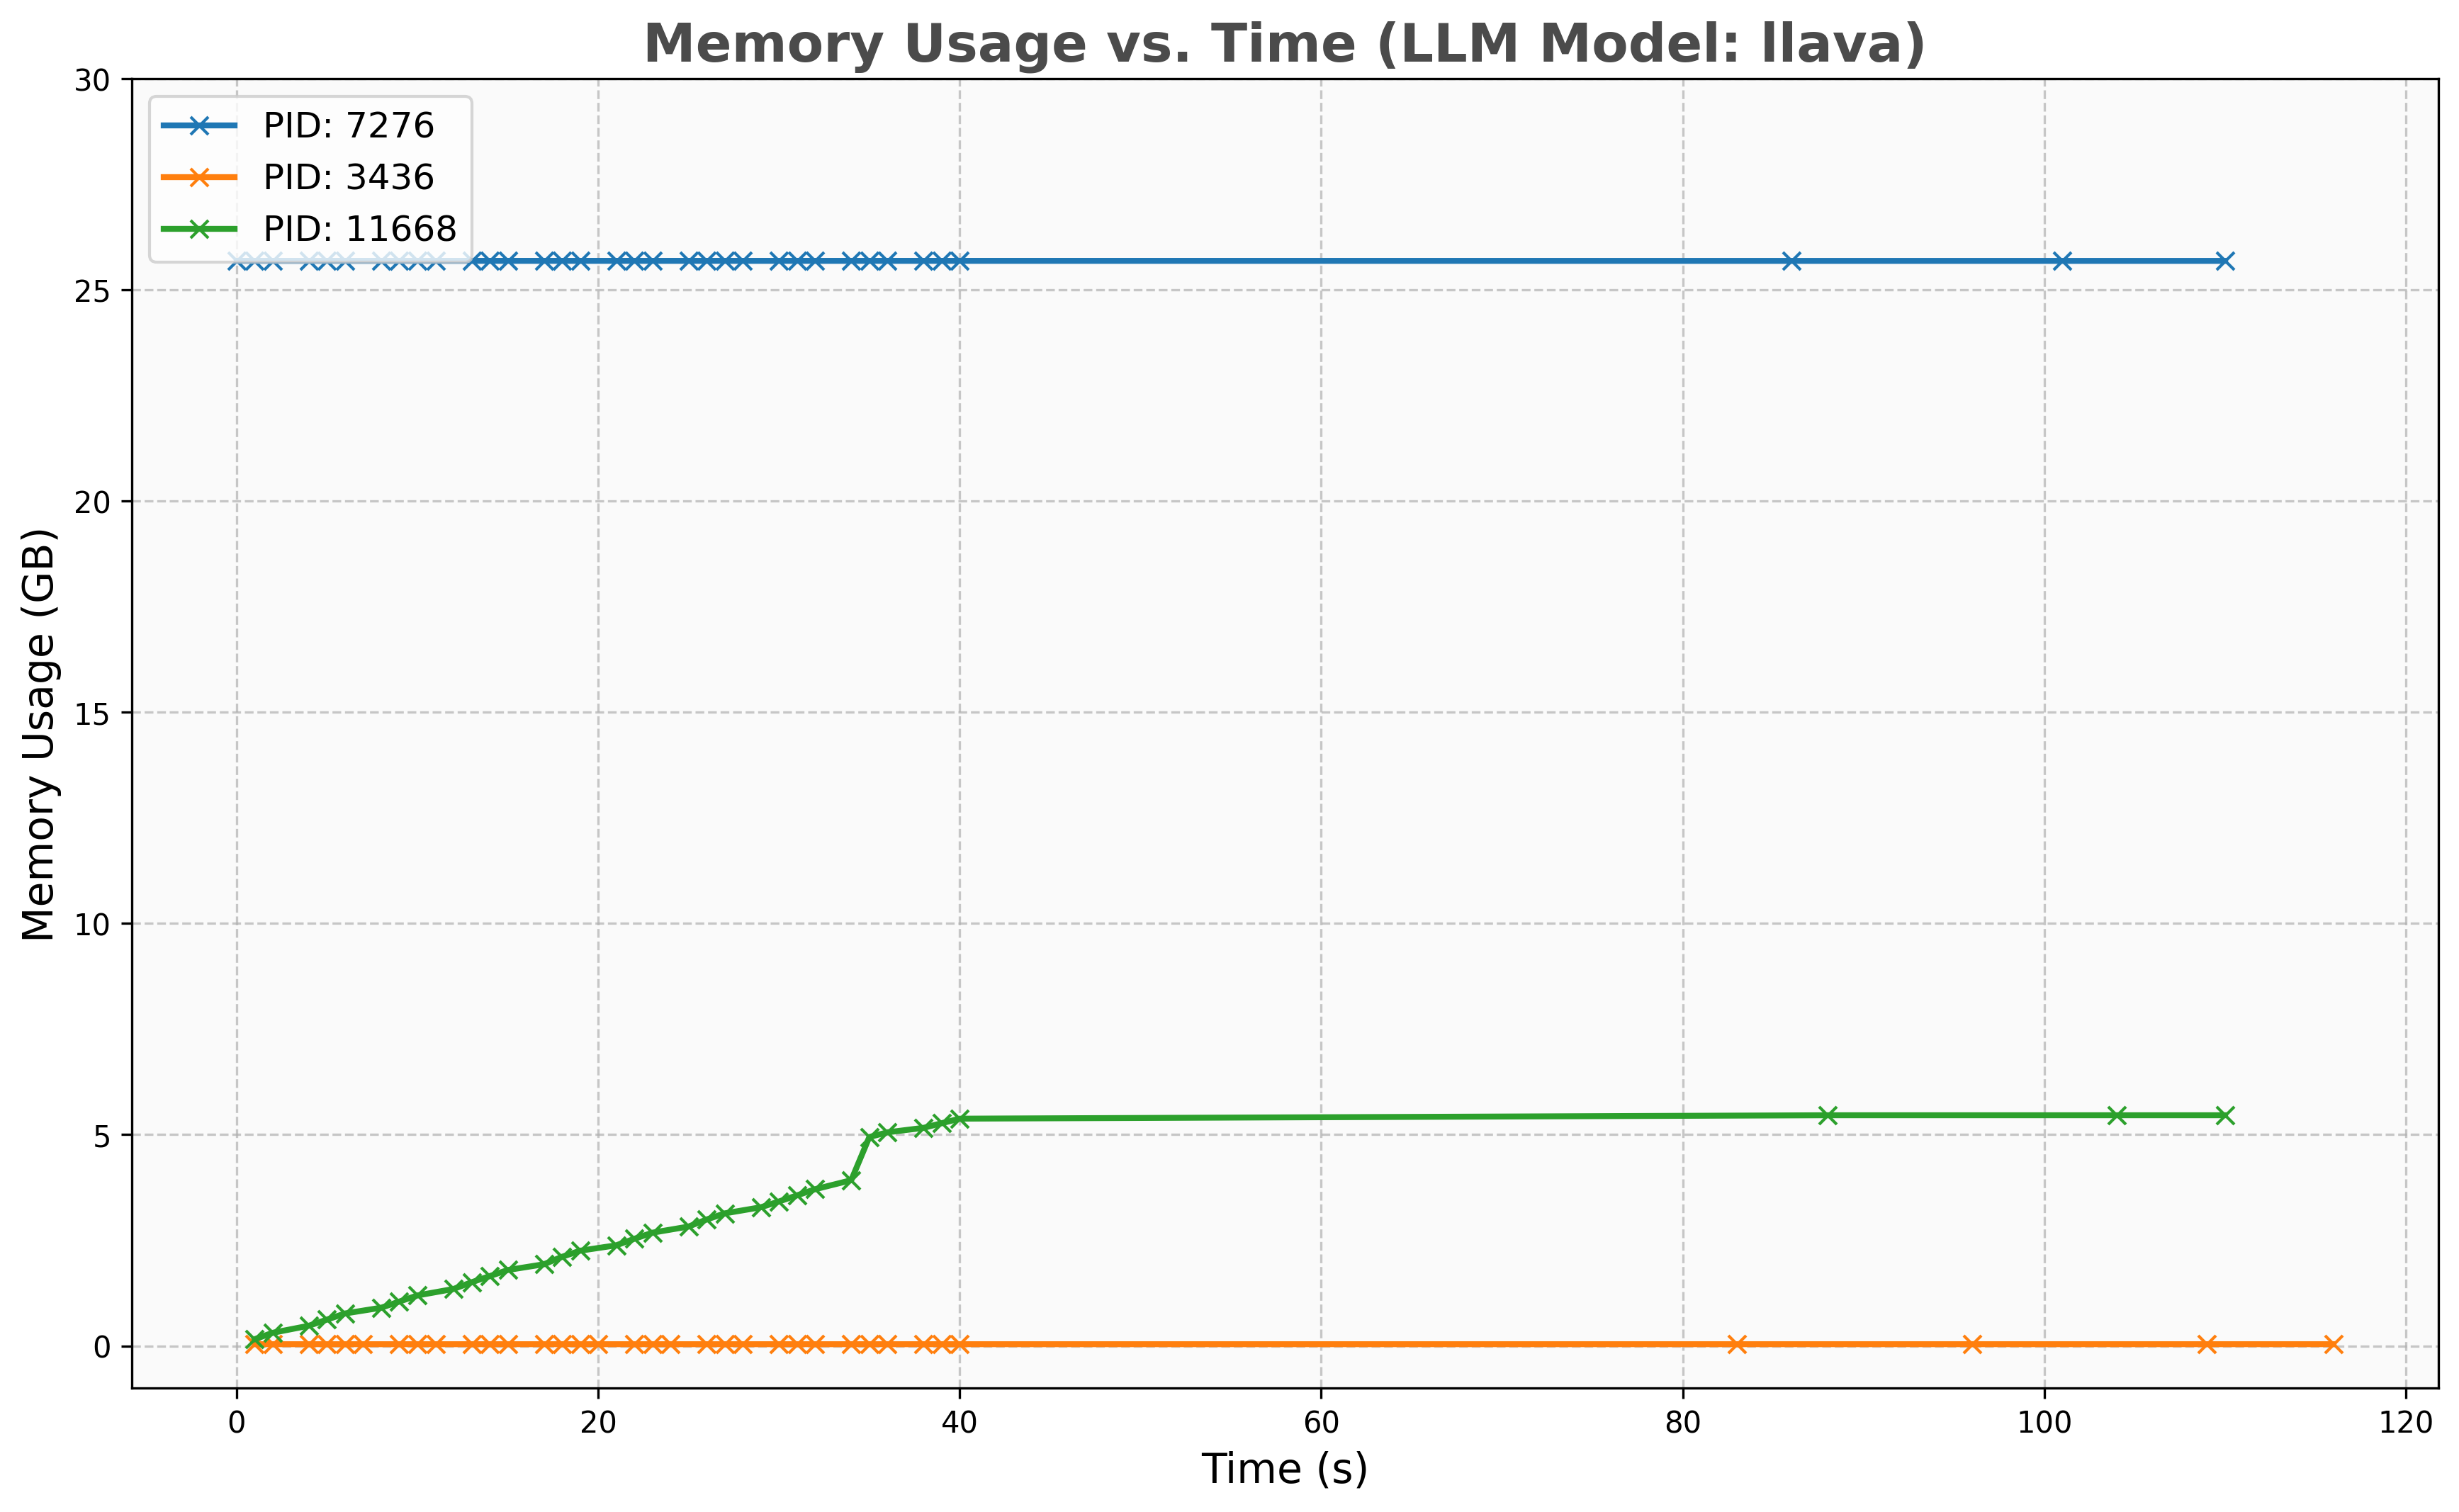 Memory Usage vs. Time (LLM Model: llava)
30
PID: 7276
PID: 3436
PID: 11668
25
20
15
10
5
0
Memory Usage (GB)
0 20 40 60 80 100 120
Time (s)